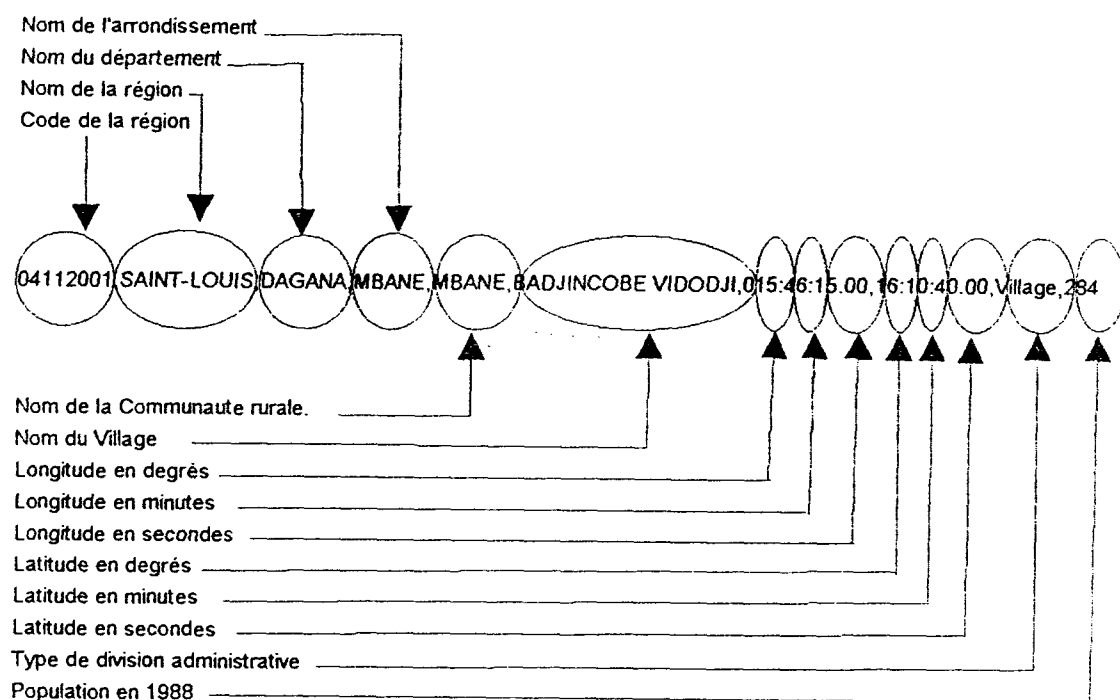 Nom de l'arrondissement
Nom du département
Nom de la région
Code de la région
04112001,SAINT-LOUIS,DAGANA,MBANE,MBANE,BADJINCOBE VIDODJI,015:46:15.00,16:10:40.00,Village,284
Nom de la Communaute rurale.
Nom du Village
Longitude en degrés
Longitude en minutes
Longitude en secondes
Latitude en degrés
Latitude en minutes
Latitude en secondes
Type de division administrative
Population en 1988